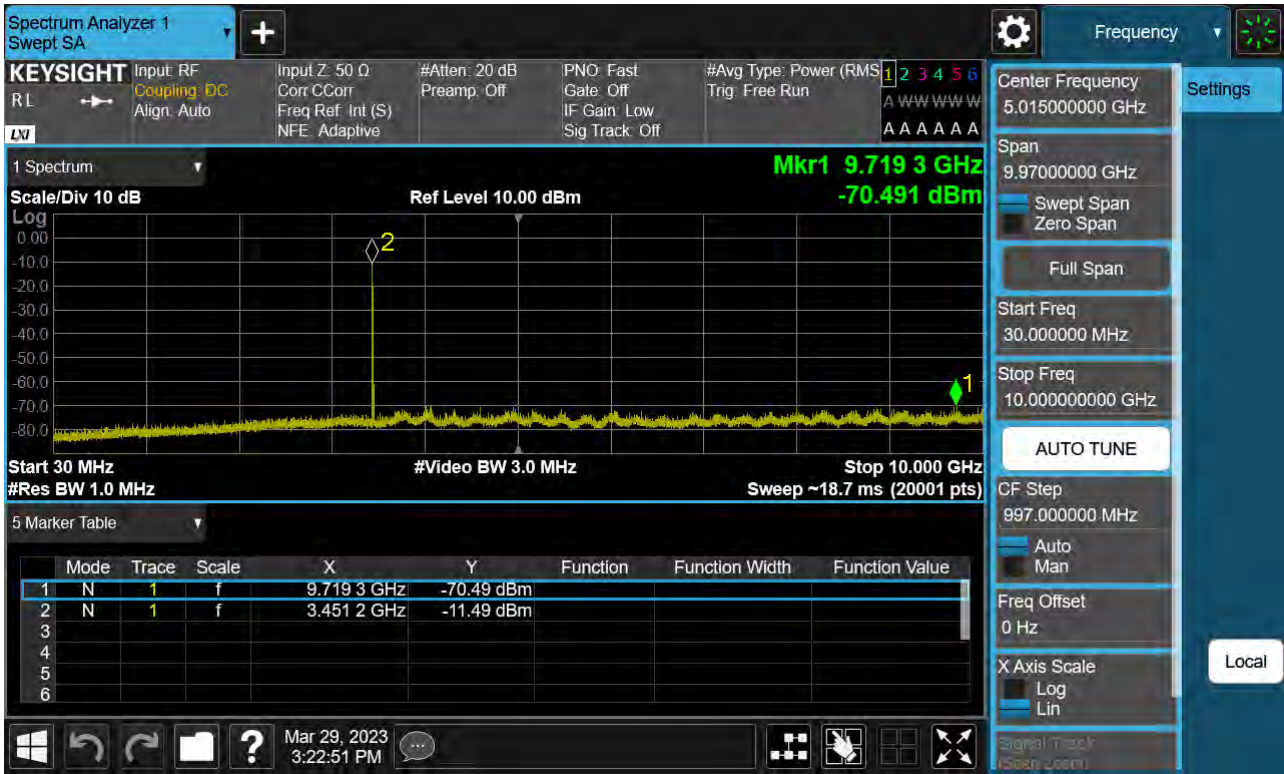 Spectrum Analyzer 1
Swept SA
+
Frequency
KEYSIGHT
RL
LXI
Input: RF
Coupling: DC
Align: Auto
Input Z: 50 Ω
Corr CCorr
Freq Ref: Int (S)
NFE: Adaptive
#Atten: 20 dB
Preamp: Off
PNO: Fast
Gate: Off
IF Gain: Low
Sig Track: Off
#Avg Type: Power (RMS
Trig: Free Run
1 2 3 4 5 6
A W W W W W
A A A A A A
1 Spectrum
Scale/Div 10 dB
Ref Level 10.00 dBm
Mkr1 9.719 3 GHz
-70.491 dBm
Log
0.00
-10.0
-20.0
-30.0
-40.0
-50.0
-60.0
-70.0
-80.0
2
1
Start 30 MHz
#Video BW 3.0 MHz
Stop 10.000 GHz
#Res BW 1.0 MHz
Sweep ~18.7 ms (20001 pts)
5 Marker Table
Mode Trace Scale X Y Function Function Width Function Value
1 N 1 f 9.719 3 GHz -70.49 dBm
2 N 1 f 3.451 2 GHz -11.49 dBm
3
4
5
6
Mar 29, 2023
3:22:51 PM
?
Center Frequency
5.015000000 GHz
Span
9.97000000 GHz
Swept Span
Zero Span
Full Span
Start Freq
30.000000 MHz
Stop Freq
10.000000000 GHz
AUTO TUNE
CF Step
997.000000 MHz
Auto
Man
Freq Offset
0 Hz
X Axis Scale
Log
Lin
Signal Track
(Span Zoom)
Settings
Local